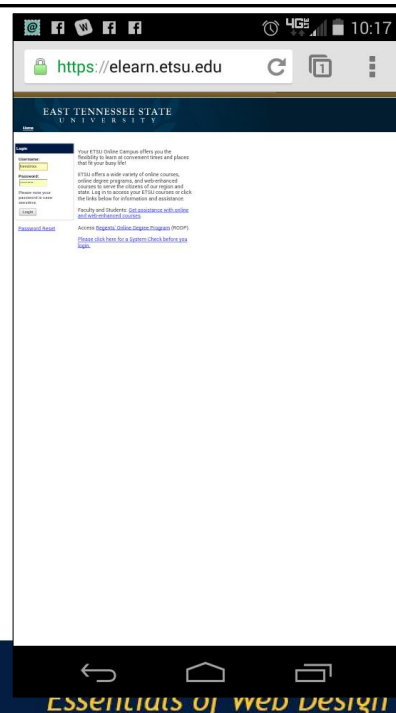 4G
10:17
https://elearn.etsu.edu
1
EAST TENNESSEE STATE
UNIVERSITY
Home
Login
Username:
Password:
Please note your
password is case
sensitive.
Login
Password Reset
Your ETSU Online Campus offers you the
flexibility to learn at convenient times and places
that fit your busy life!
ETSU offers a wide variety of online courses,
online degree programs, and web-enhanced
courses to serve the citizens of our region and
state. Log in to access your ETSU courses or click
the links below for information and assistance.
Faculty and Students: Get assistance with online
and web-enhanced courses.
Access Regents' Online Degree Program (RODP).
Please click here for a System Check before you
login.
Essentials of Web Design